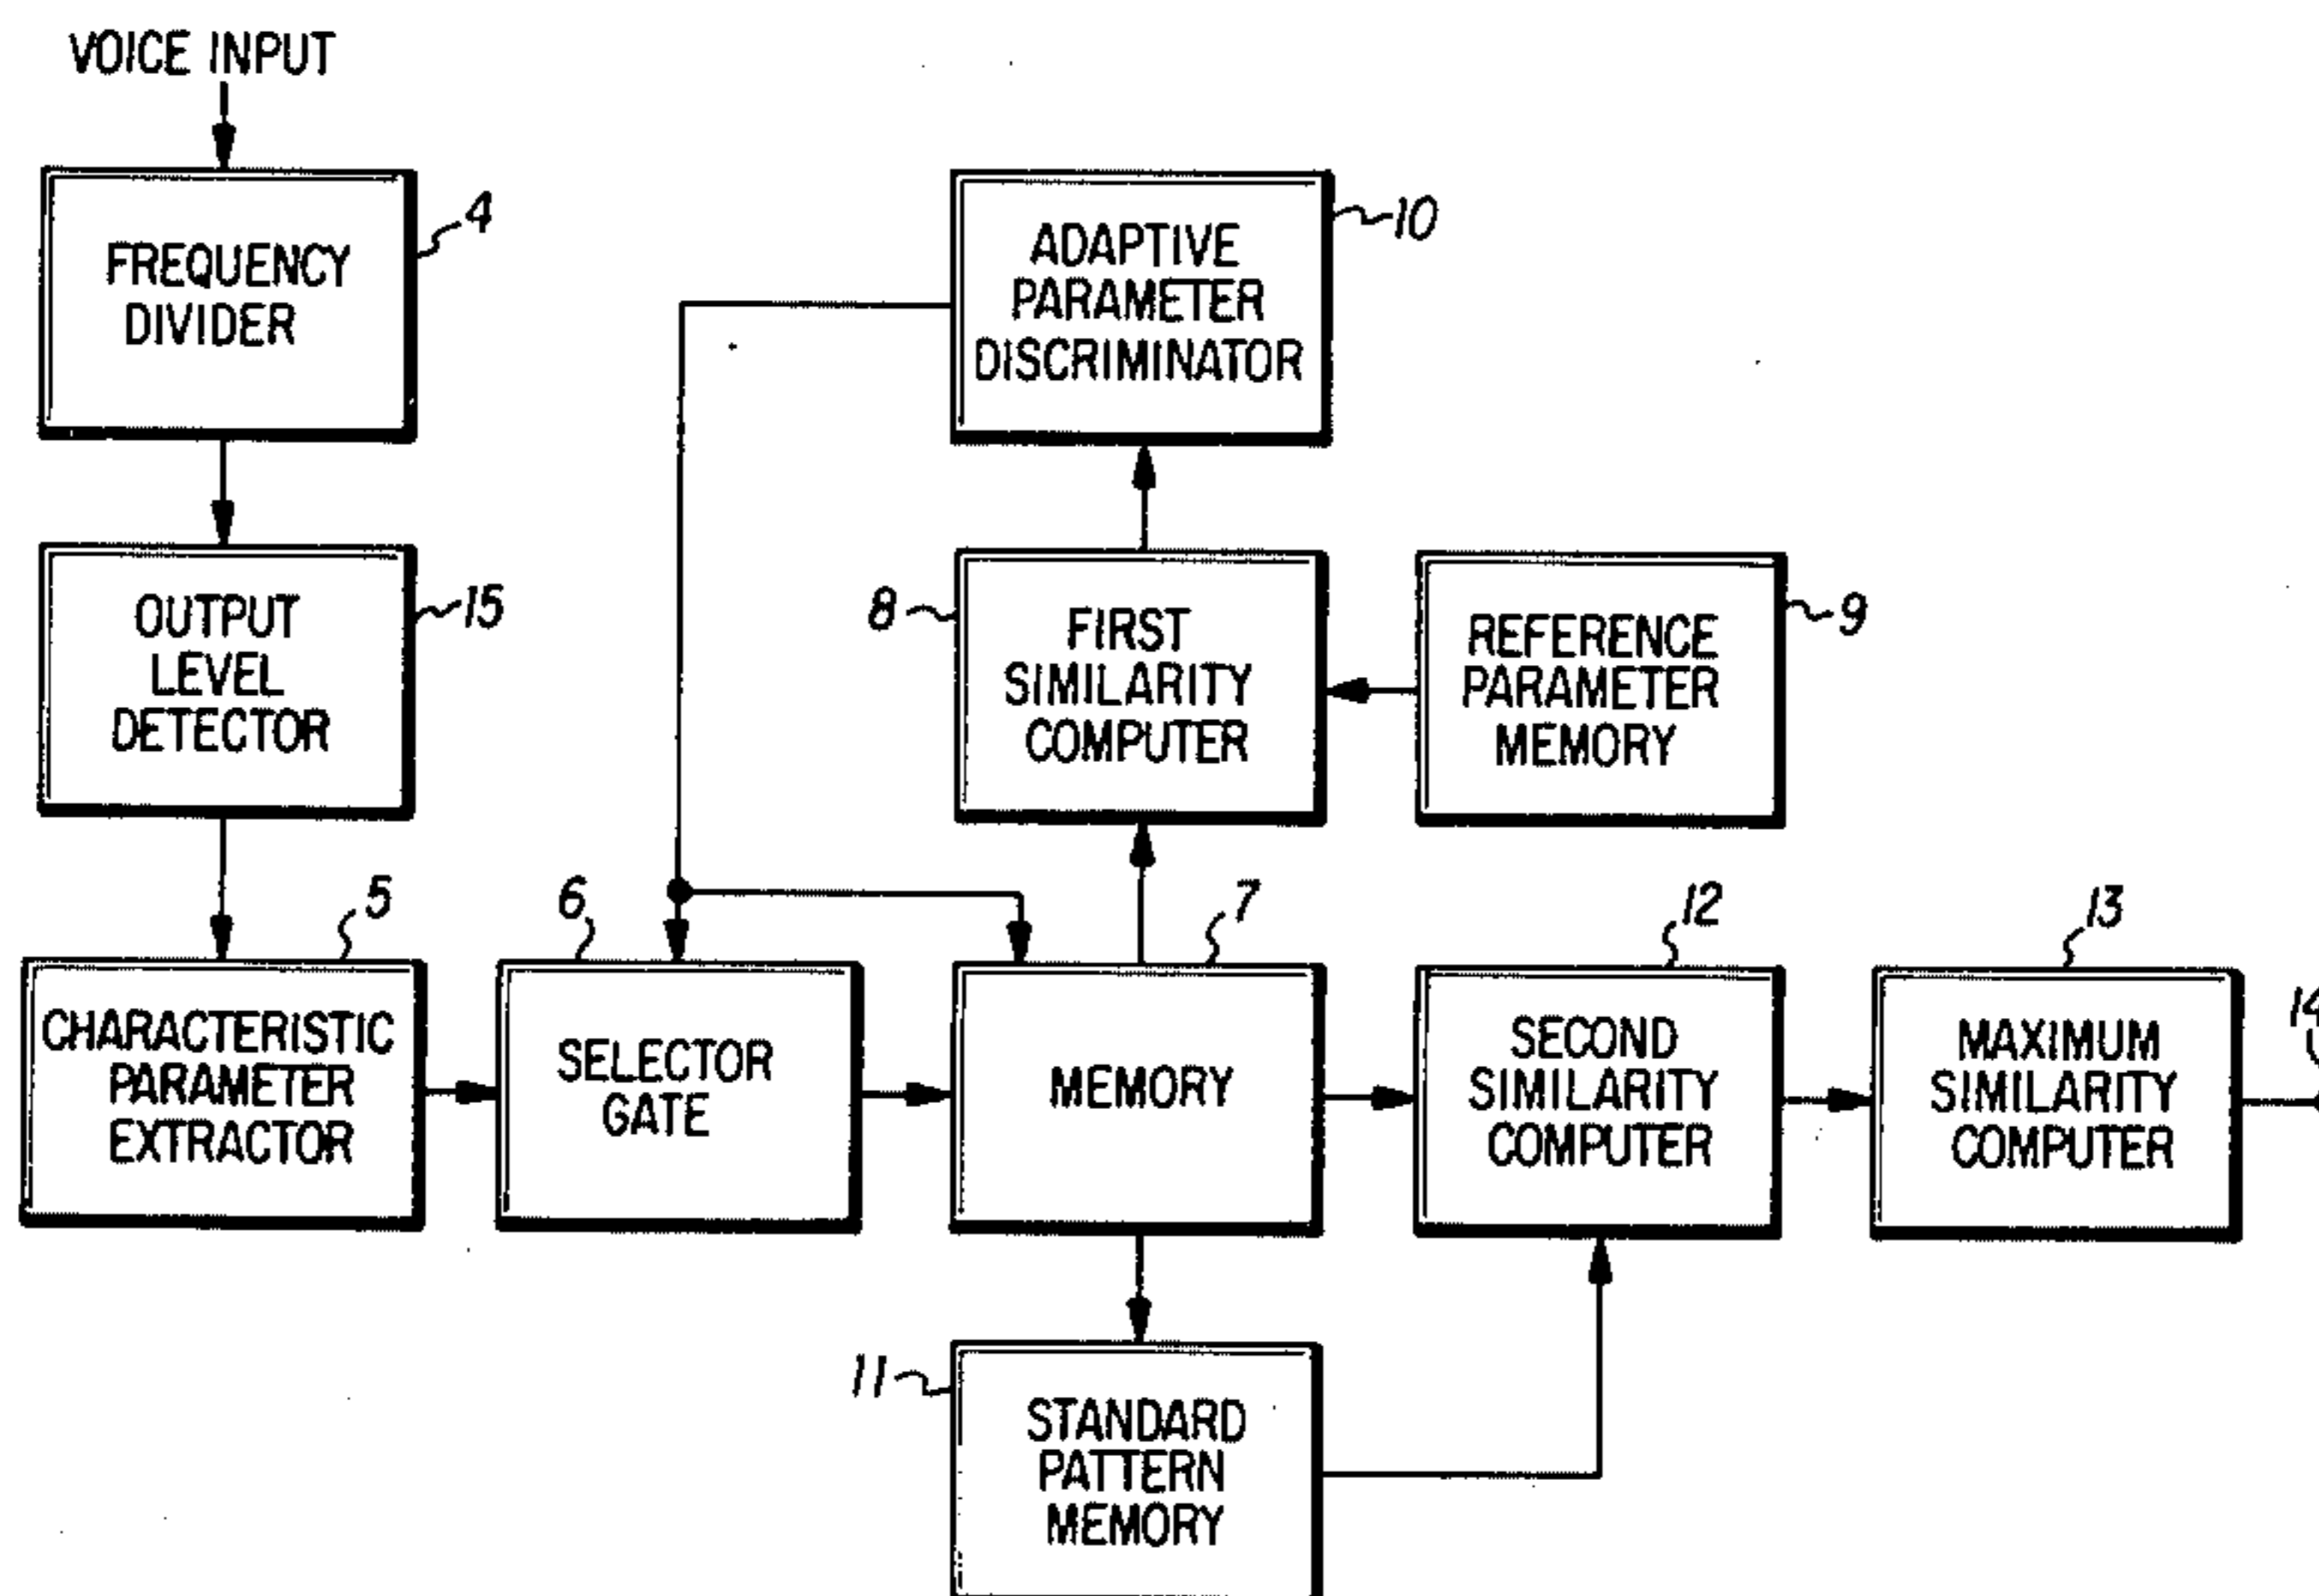 VOICE INPUT
FREQUENCY
DIVIDER
4
ADAPTIVE
PARAMETER
DISCRIMINATOR
10
OUTPUT
LEVEL
DETECTOR
15
8
FIRST
SIMILARITY
COMPUTER
REFERENCE
PARAMETER
MEMORY
9
5
CHARACTERISTIC
PARAMETER
EXTRACTOR
6
SELECTOR
GATE
7
MEMORY
12
SECOND
SIMILARITY
COMPUTER
13
MAXIMUM
SIMILARITY
COMPUTER
14
11
STANDARD
PATTERN
MEMORY